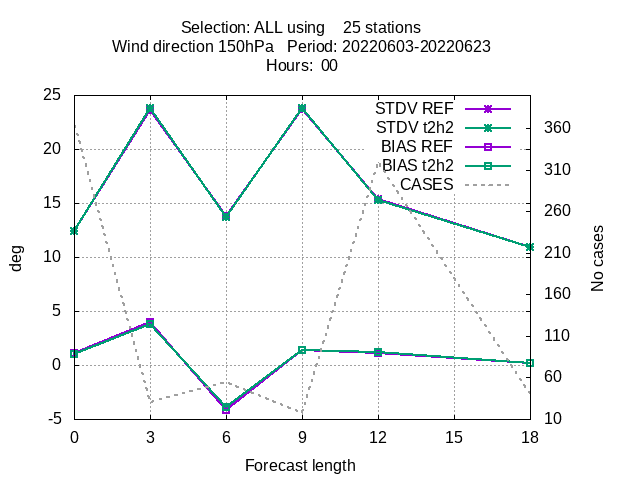 Selection: ALL using    25 stations
Wind direction 150hPa   Period: 20220603-20220623
Hours:  00
25
20
15
10
5
0
-5
deg
STDV REF
STDV t2h2
BIAS REF
BIAS t2h2
CASES
360
310
260
210
160
110
60
10
No cases
0 3 6 9 12 15 18
Forecast length